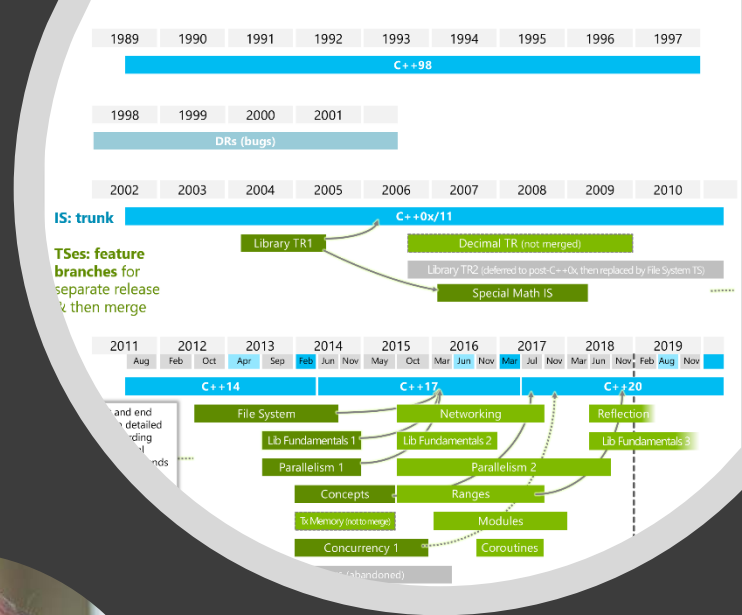 1989 1990 1991 1992 1993 1994 1995 1996 1997
C++98
1998 1999 2000 2001
DRs (bugs)
2002 2003 2004 2005 2006 2007 2008 2009 2010
IS: trunk
C++0x/11
Library TR1
Decimal TR (not merged)
TSes: feature
branches for
separate release
& then merge
Library TR2 (deferred to post-C++0x, then replaced by File System TS)
Special Math IS
2011 2012 2013 2014 2015 2016 2017 2018 2019
Aug Feb Oct Apr Sep Feb Jun Nov May Oct Mar Jun Nov Mar Jul Nov Mar Jun Nov Feb Aug Nov
C++14 C++17 C++20
and end
detailed
File System Networking Reflection
Lib Fundamentals 1 Lib Fundamentals 2 Lib Fundamentals 3
Parallelism 1 Parallelism 2
Concepts Ranges
Tx Memory (not to merge) Modules
Concurrency 1 Coroutines
(abandoned)